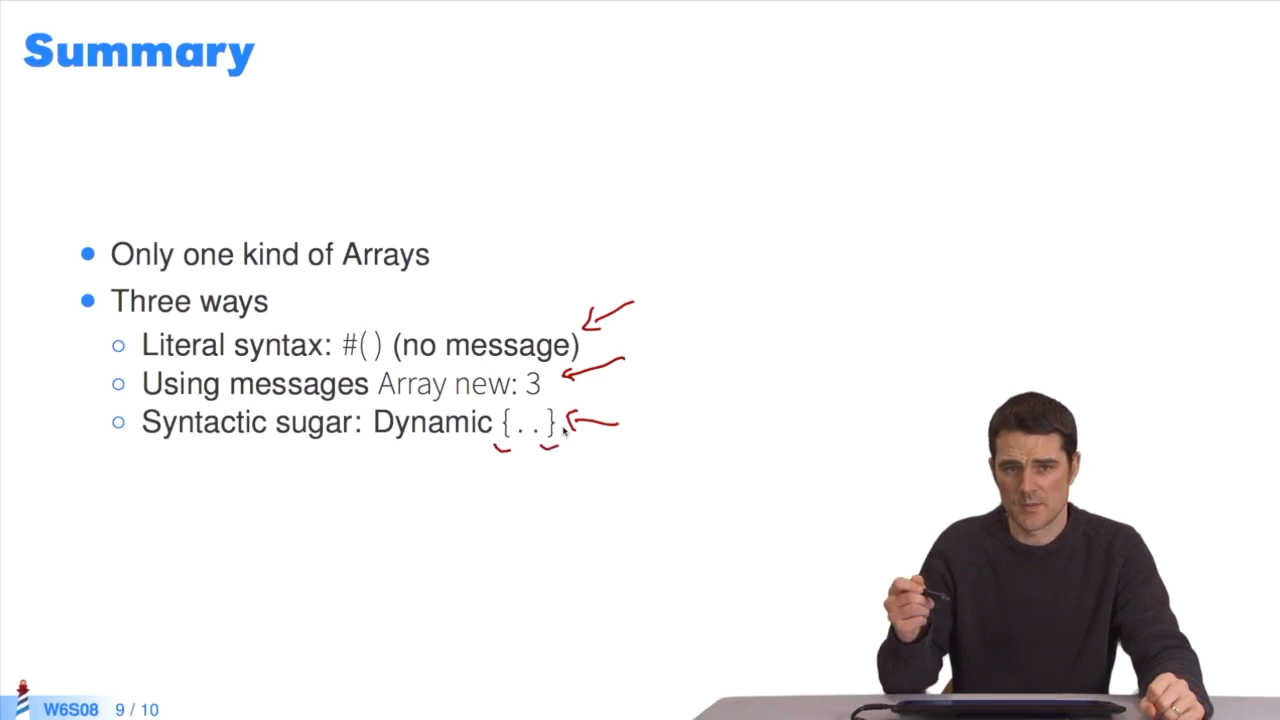 Summary
Only one kind of Arrays
Three ways
Literal syntax: #( ) (no message)
Using messages Array new: 3
Syntactic sugar: Dynamic { . . }
W6S08 9 / 10